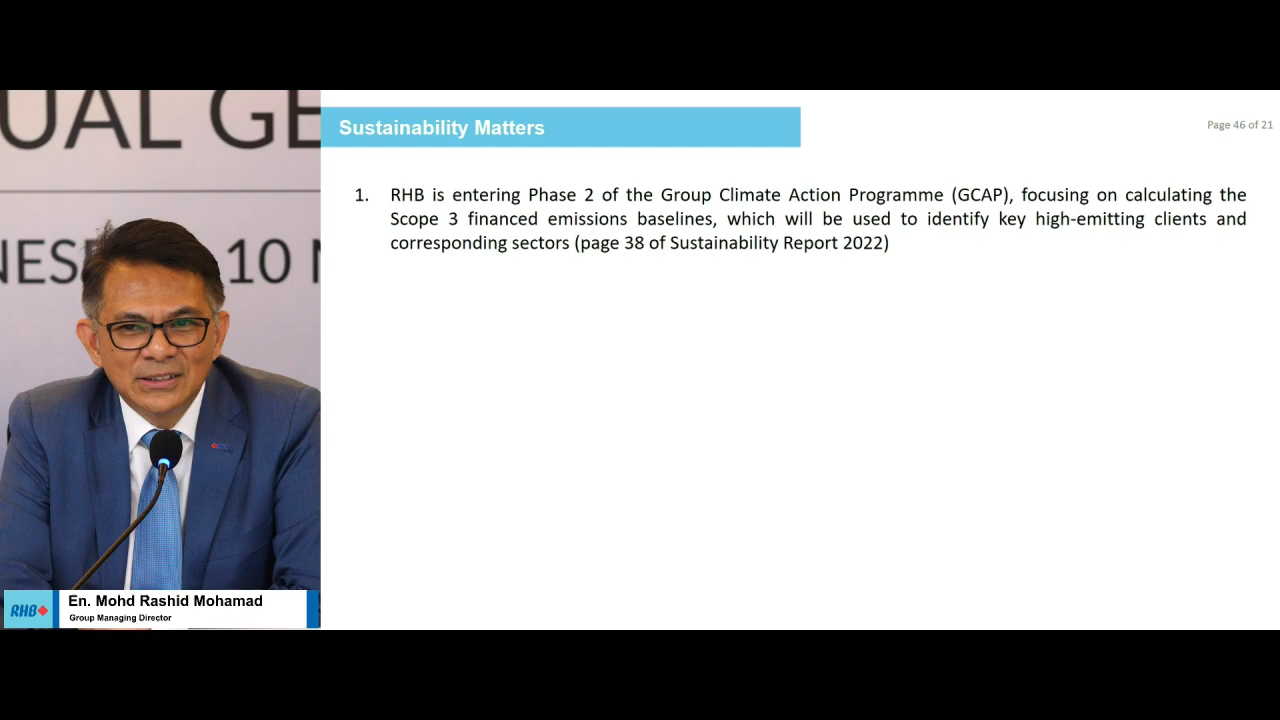 UAL GE
10
Sustainability Matters
Page 46 of 21
1. RHB is entering Phase 2 of the Group Climate Action Programme (GCAP), focusing on calculating the
Scope 3 financed emissions baselines, which will be used to identify key high-emitting clients and
corresponding sectors (page 38 of Sustainability Report 2022)
RHB
En. Mohd Rashid Mohamad
Group Managing Director